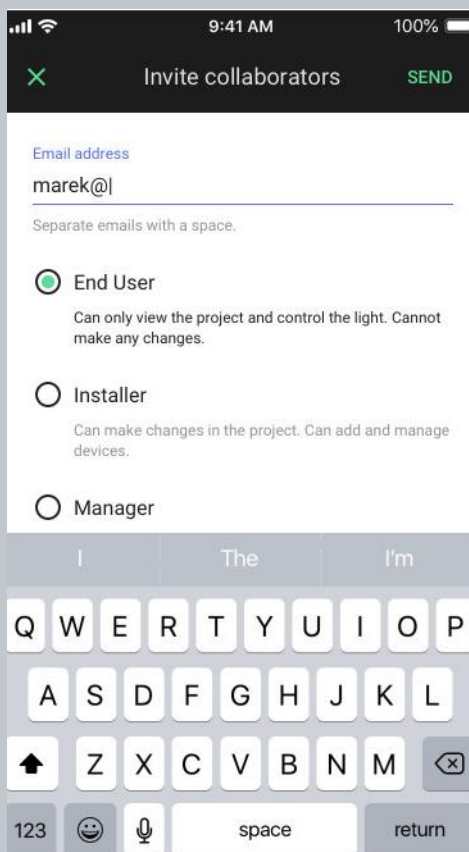 9:41 AM
100%
Invite collaborators
SEND
Email address
marek@
Separate emails with a space.
End User
Can only view the project and control the light. Cannot
make any changes.
Installer
Can make changes in the project. Can add and manage
devices.
Manager
I
The
I'm
Q W E R T Y U I O P
A S D F G H J K L
Z X C V B N M
123
space
return